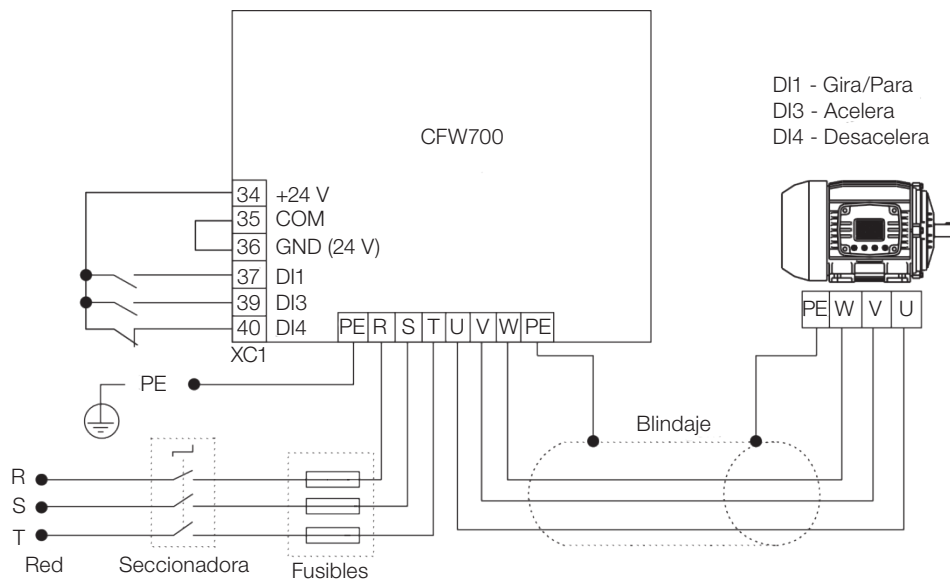 DI1 - Gira/Para
DI3 - Acelera
DI4 - Desacelera
CFW700
34 +24 V
35 COM
36 GND (24 V)
37 DI1
39 DI3
40 DI4
XC1
PE R S T U V W PE
PE W V U
PE
Blindaje
R
S
T
Red
Seccionadora
Fusibles